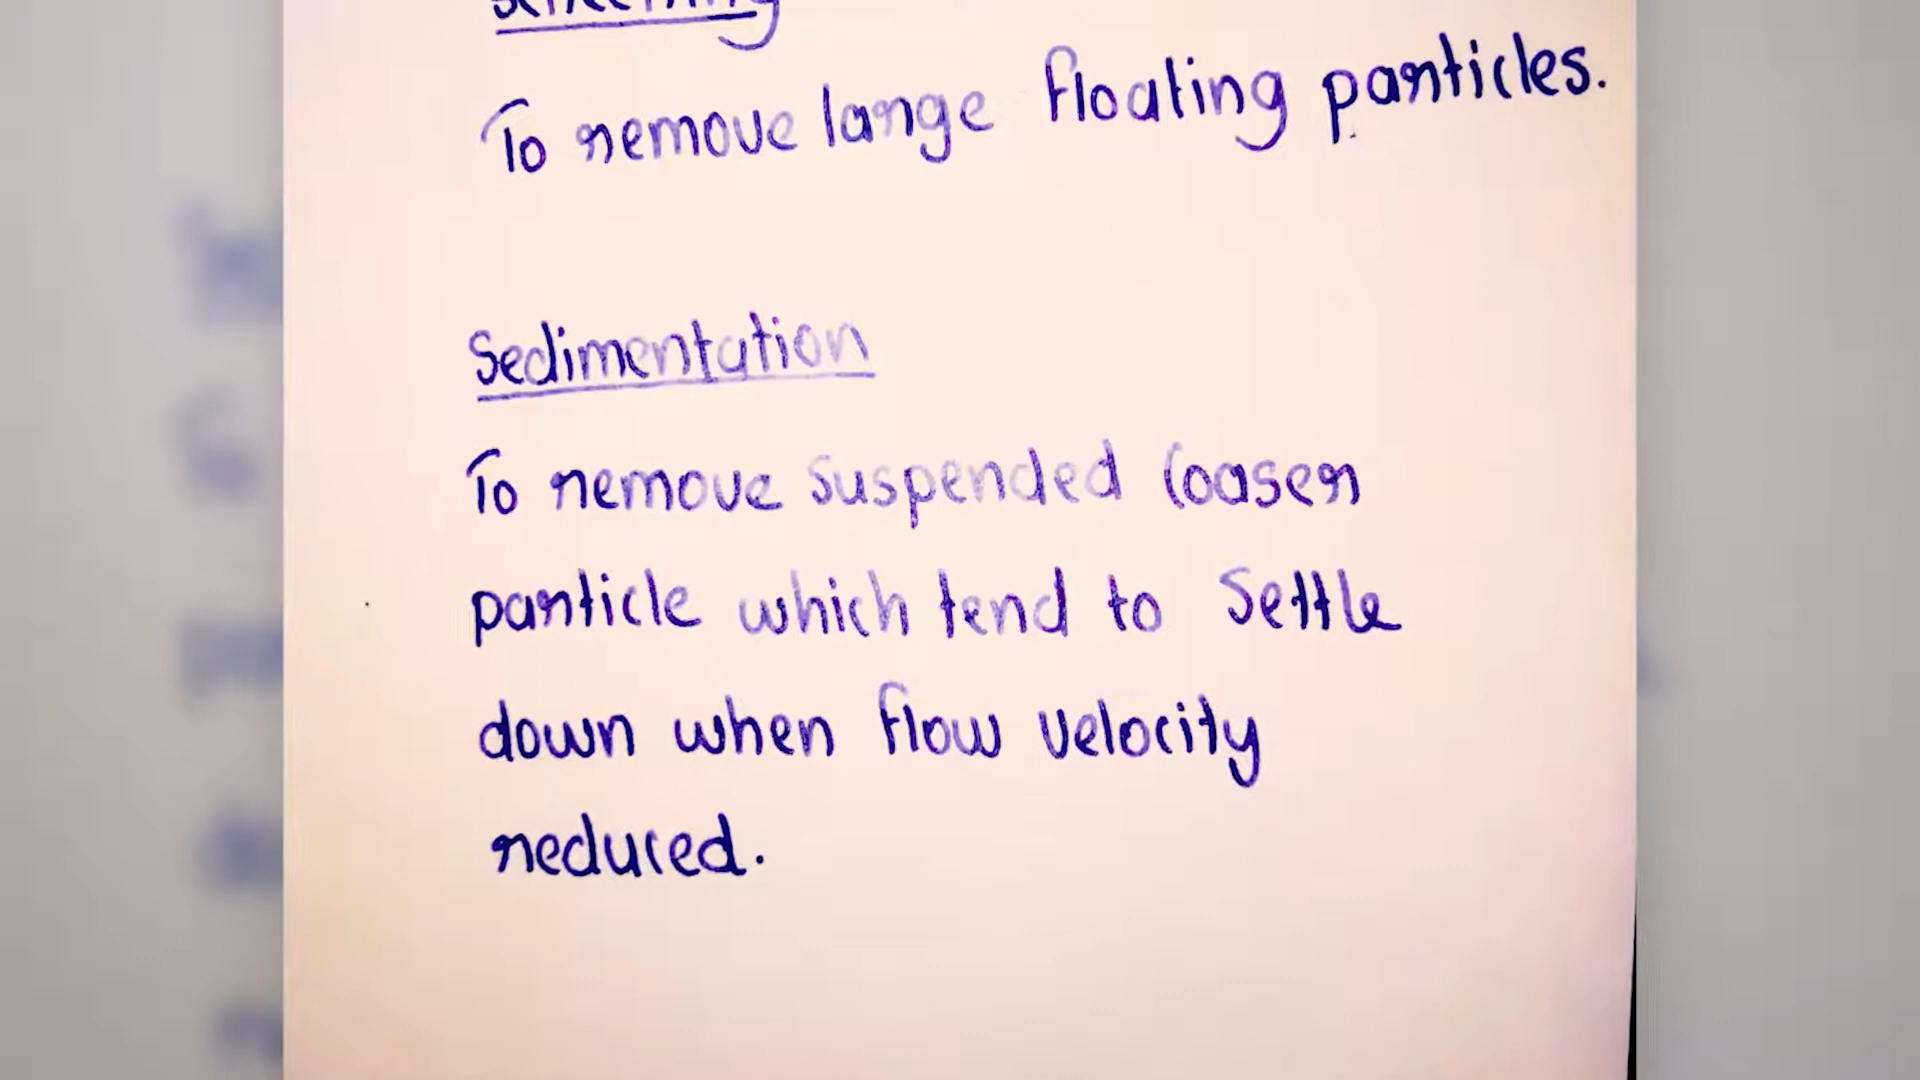 Screening
To remove large floating particles.
Sedimentation
To remove suspended coaser
particle which tend to settle
down when flow velocity
reduced.